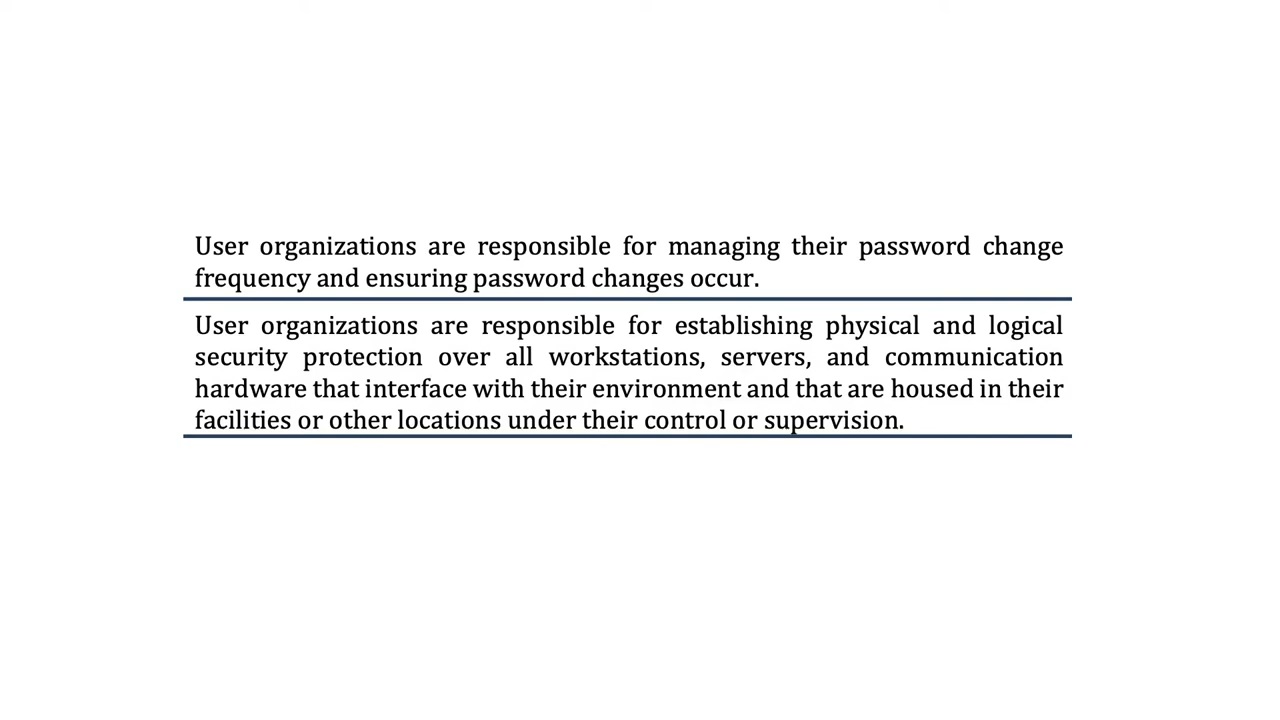 User organizations are responsible for managing their password change
frequency and ensuring password changes occur.
User organizations are responsible for establishing physical and logical
security protection over all workstations, servers, and communication
hardware that interface with their environment and that are housed in their
facilities or other locations under their control or supervision.